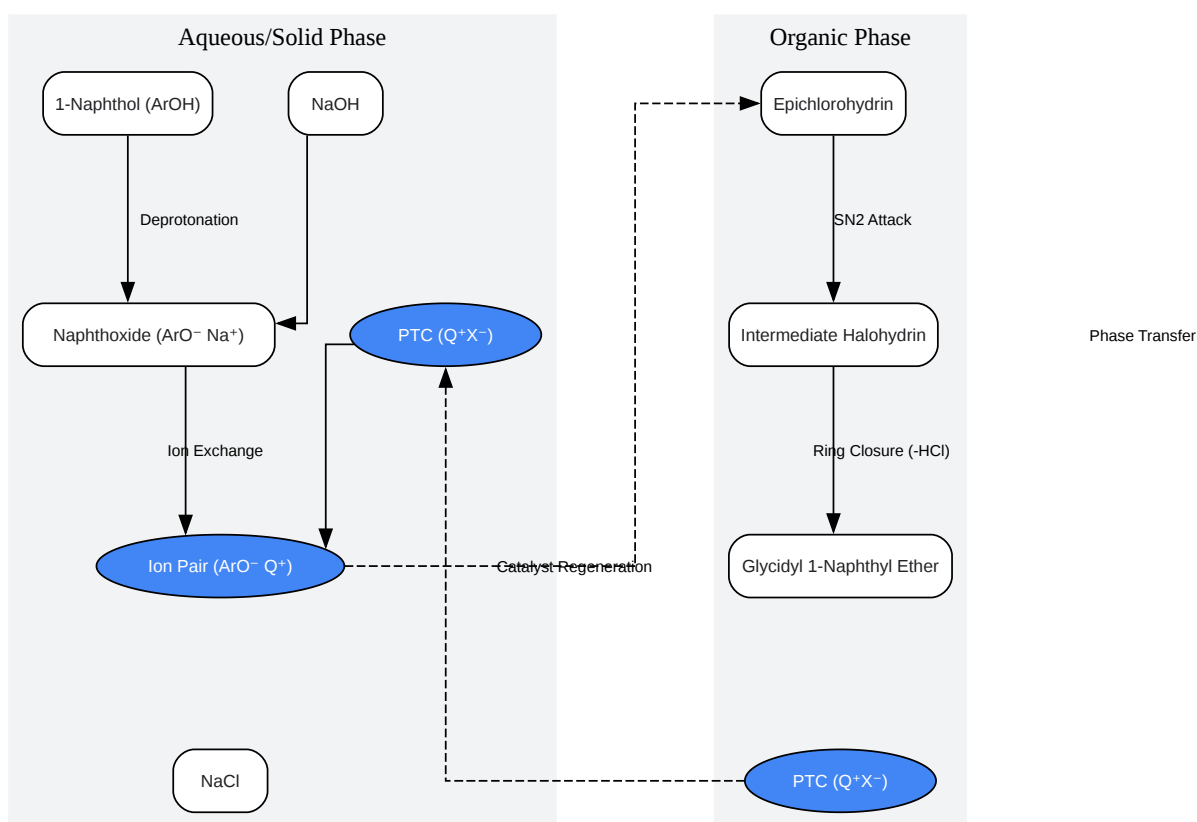 Aqueous/Solid Phase
Organic Phase
1-Naphthol (ArOH)
NaOH
Epichlorohydrin
Deprotonation
SN2 Attack
Naphthoxide (ArO⁻ Na⁺)
PTC (Q⁺X⁻)
Intermediate Halohydrin
Phase Transfer
Ion Exchange
Ring Closure (-HCl)
Ion Pair (ArO⁻ Q⁺)
Catalyst Regeneration
Glycidyl 1-Naphthyl Ether
NaCl
PTC (Q⁺X⁻)